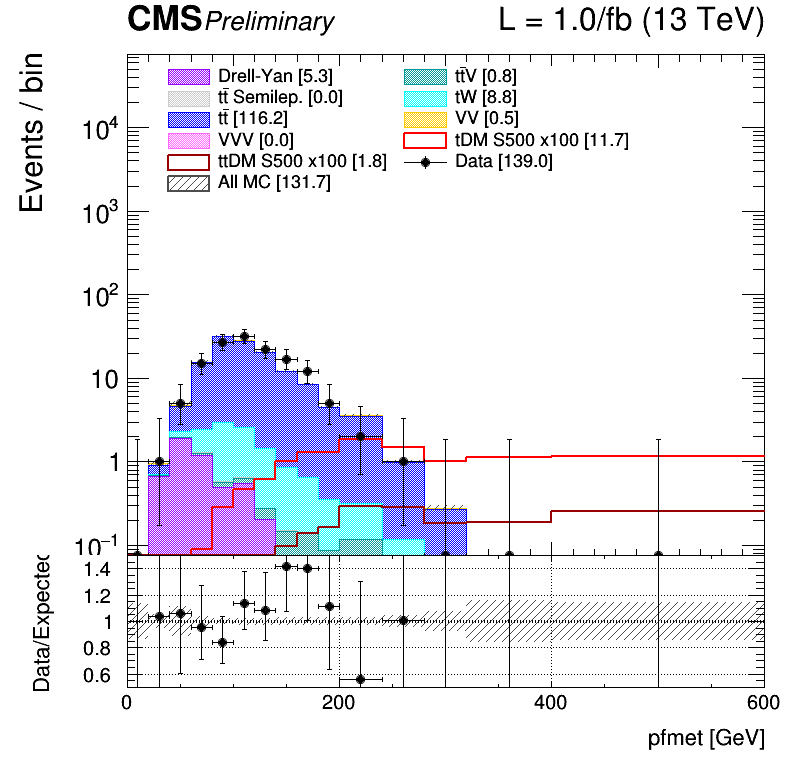 CMS Preliminary L = 1.0/fb (13 TeV)
Events / bin
Drell-Yan [5.3] tt̄V [0.8]
tt̄ Semilep. [0.0] tW [8.8]
tt̄ [116.2] VV [0.5]
VVV [0.0] tDM S500 x100 [11.7]
ttDM S500 x100 [1.8] Data [139.0]
All MC [131.7]
10⁴
10³
10²
10
1
10⁻¹
Data/Expected
1.4
1.2
1
0.8
0.6
0 200 400 600
pfmet [GeV]